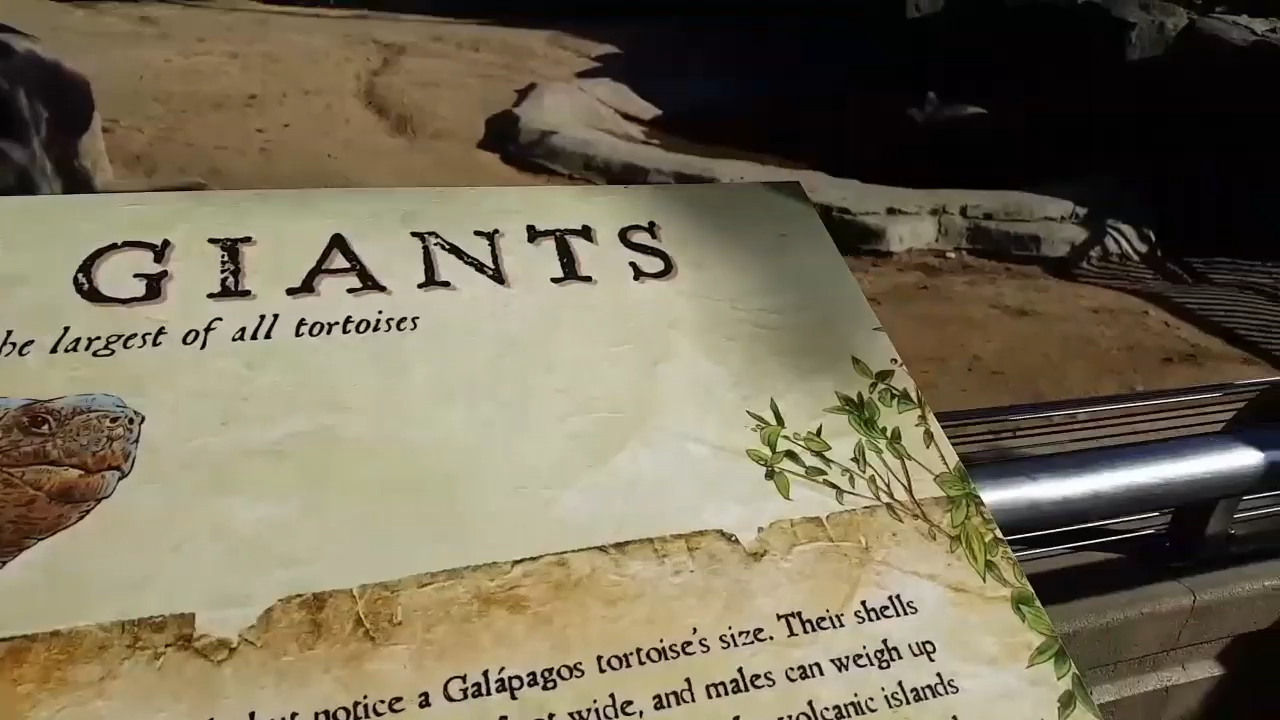 GIANTS
he largest of all tortoises
but notice a Galápagos tortoise's size. Their shells
wide, and males can weigh up
volcanic islands